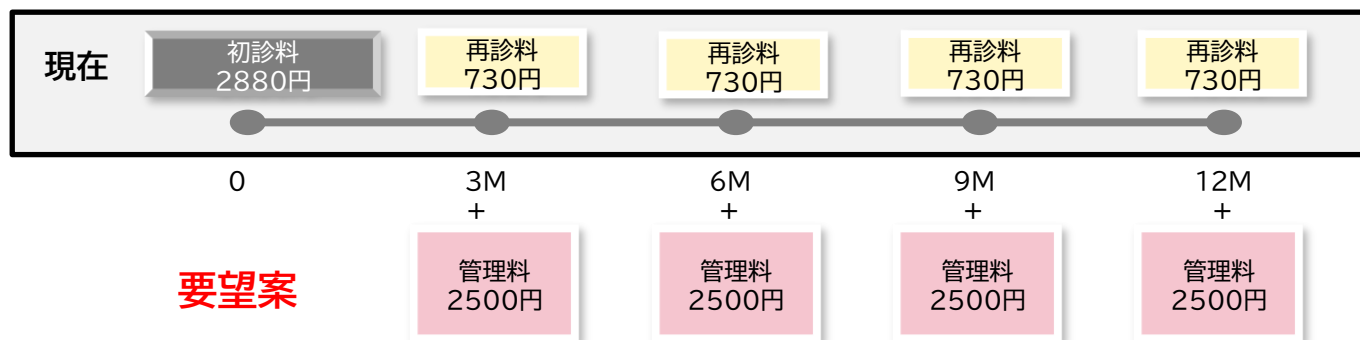 現在
初診料
2880円
再診料
730円
再診料
730円
再診料
730円
再診料
730円
0
3M
6M
9M
12M
+
+
+
+
要望案
管理料
2500円
管理料
2500円
管理料
2500円
管理料
2500円